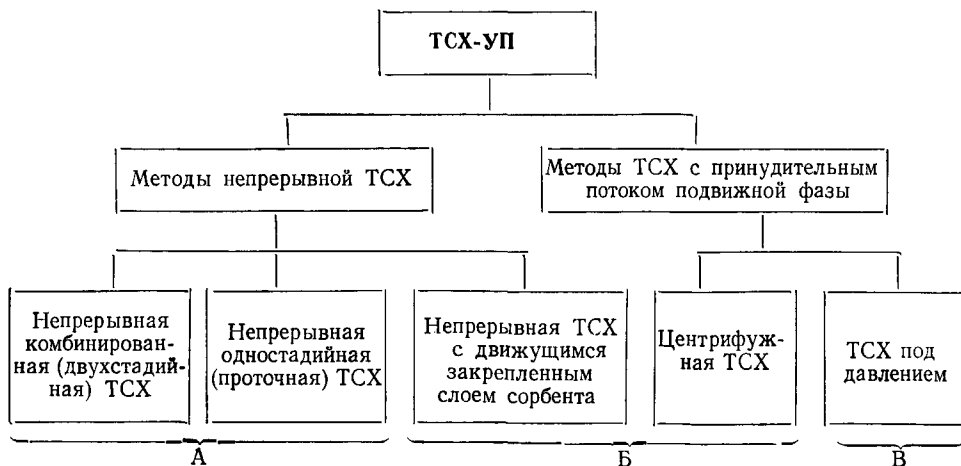 ТСХ-УП
Методы непрерывной ТСХ
Методы ТСХ с принудительным
потоком подвижной фазы
Непрерывная
комбинирован-
ная (двухстадий-
ная) ТСХ
Непрерывная
одностадийная
(проточная) ТСХ
Непрерывная ТСХ
с движущимся
закрепленным
слоем сорбента
Центрифуж-
ная ТСХ
ТСХ под
давлением
А
Б
В